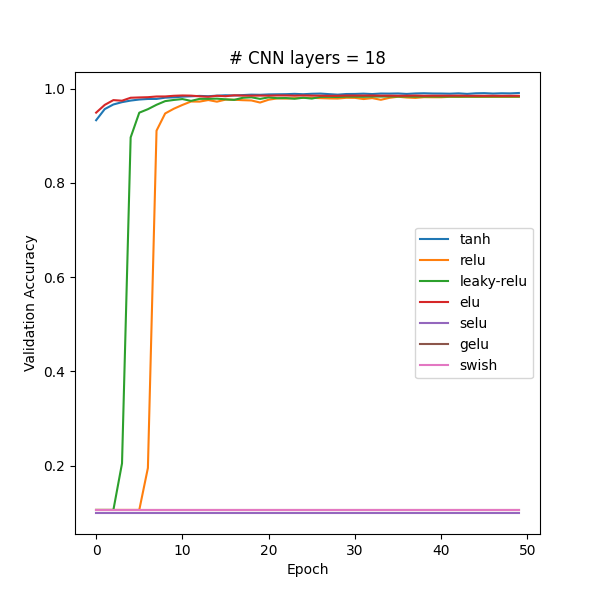 # CNN layers = 18
Validation Accuracy
1.0
0.8
0.6
0.4
0.2
0
10
20
30
40
50
Epoch
tanh
relu
leaky-relu
elu
selu
gelu
swish